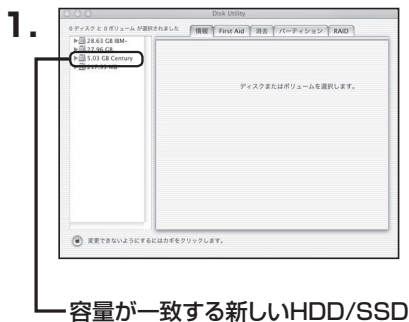 1.
Disk Utility
0 ディスク と 0 ボリューム が選択されました
情報 First Aid 消去 パーティション RAID
28.63 GB IBM-
27.96 GB
5.03 GB Century
ディスクまたはボリュームを選択します。
変更できないようにするにはカギをクリックします。
容量が一致する新しいHDD/SSD